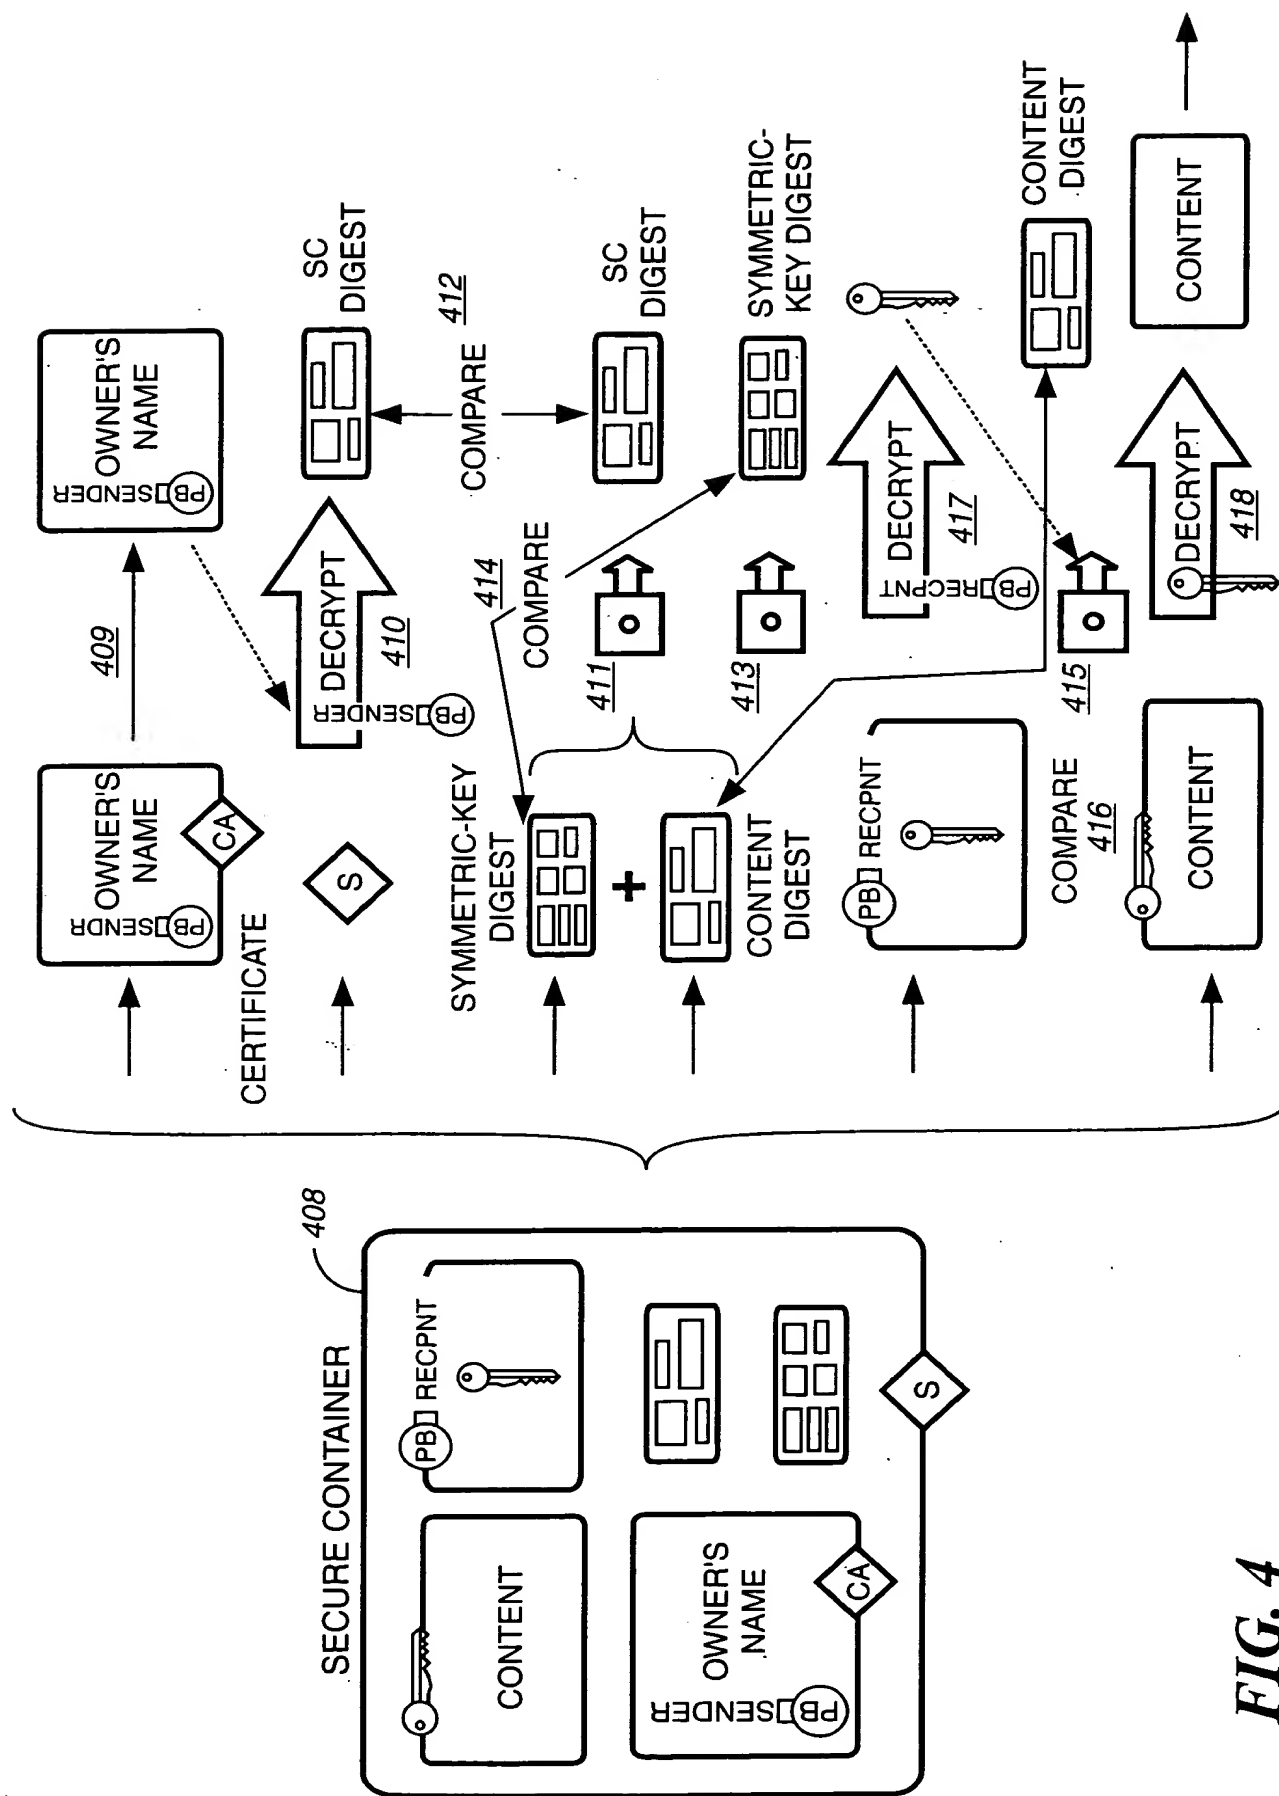 SECURE CONTAINER
408
CONTENT
PB RECPNT
OWNER'S
NAME
PB SENDER
CA
S
OWNER'S
NAME
PB SENDR
CA
CERTIFICATE
409
OWNER'S
NAME
PB SENDER
S
PB SENDER
DECRYPT
410
SC
DIGEST
COMPARE
412
SYMMETRIC-KEY
DIGEST
+
CONTENT
DIGEST
414
COMPARE
411
SC
DIGEST
413
SYMMETRIC-
KEY DIGEST
PB RECPNT
PB RECPNT
DECRYPT
417
COMPARE
416
415
CONTENT
DIGEST
CONTENT
DECRYPT
418
CONTENT
FIG. 4